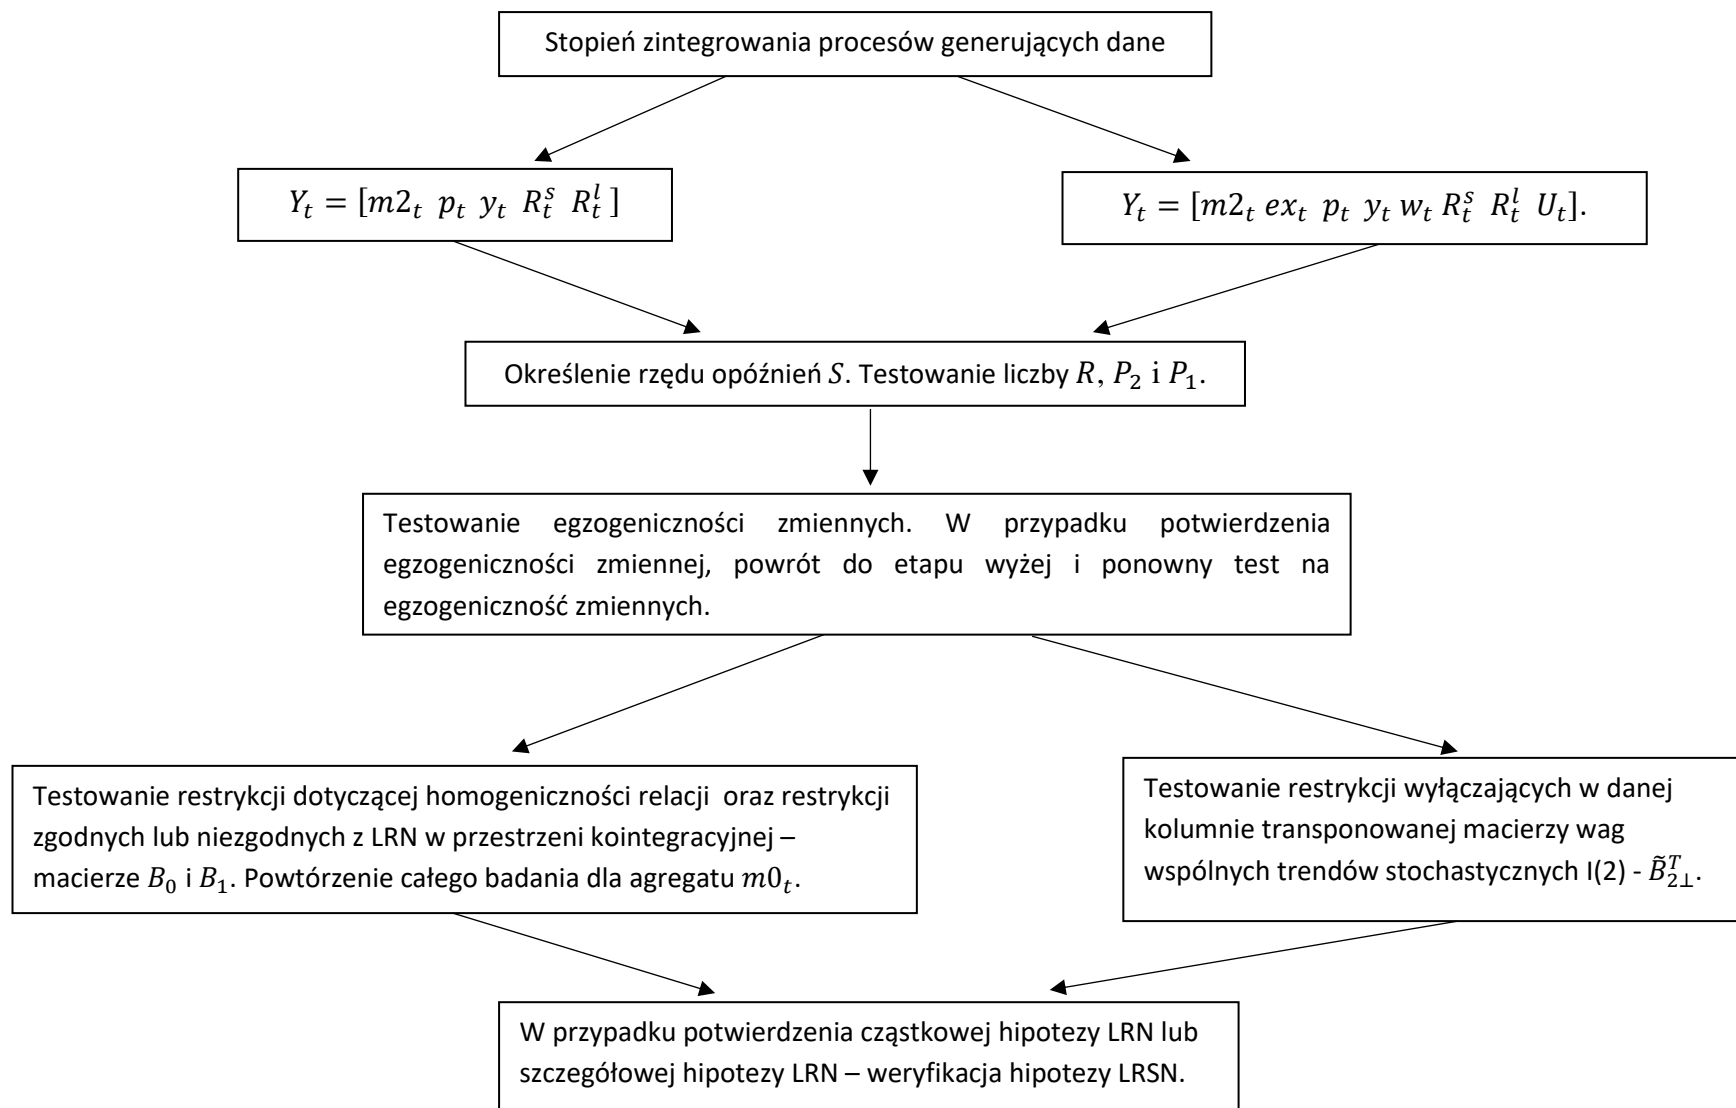 Stopień zintegrowania procesów generujących dane
Y_t = [m2_t p_t y_t R_t^s R_t^l ]
Y_t = [m2_t ex_t p_t y_t w_t R_t^s R_t^l U_t].
Określenie rzędu opóźnień S. Testowanie liczby R, P_2 i P_1.
Testowanie egzogeniczności zmiennych. W przypadku potwierdzenia
egzogeniczności zmiennej, powrót do etapu wyżej i ponowny test na
egzogeniczność zmiennych.
Testowanie restrykcji dotyczącej homogeniczności relacji oraz restrykcji
zgodnych lub niezgodnych z LRN w przestrzeni kointegracyjnej –
macierze B_0 i B_1. Powtórzenie całego badania dla agregatu m0_t.
Testowanie restrykcji wyłączających w danej
kolumnie transponowanej macierzy wag
wspólnych trendów stochastycznych I(2) - B̃_{2⊥}^T.
W przypadku potwierdzenia cząstkowej hipotezy LRN lub
szczegółowej hipotezy LRN – weryfikacja hipotezy LRSN.